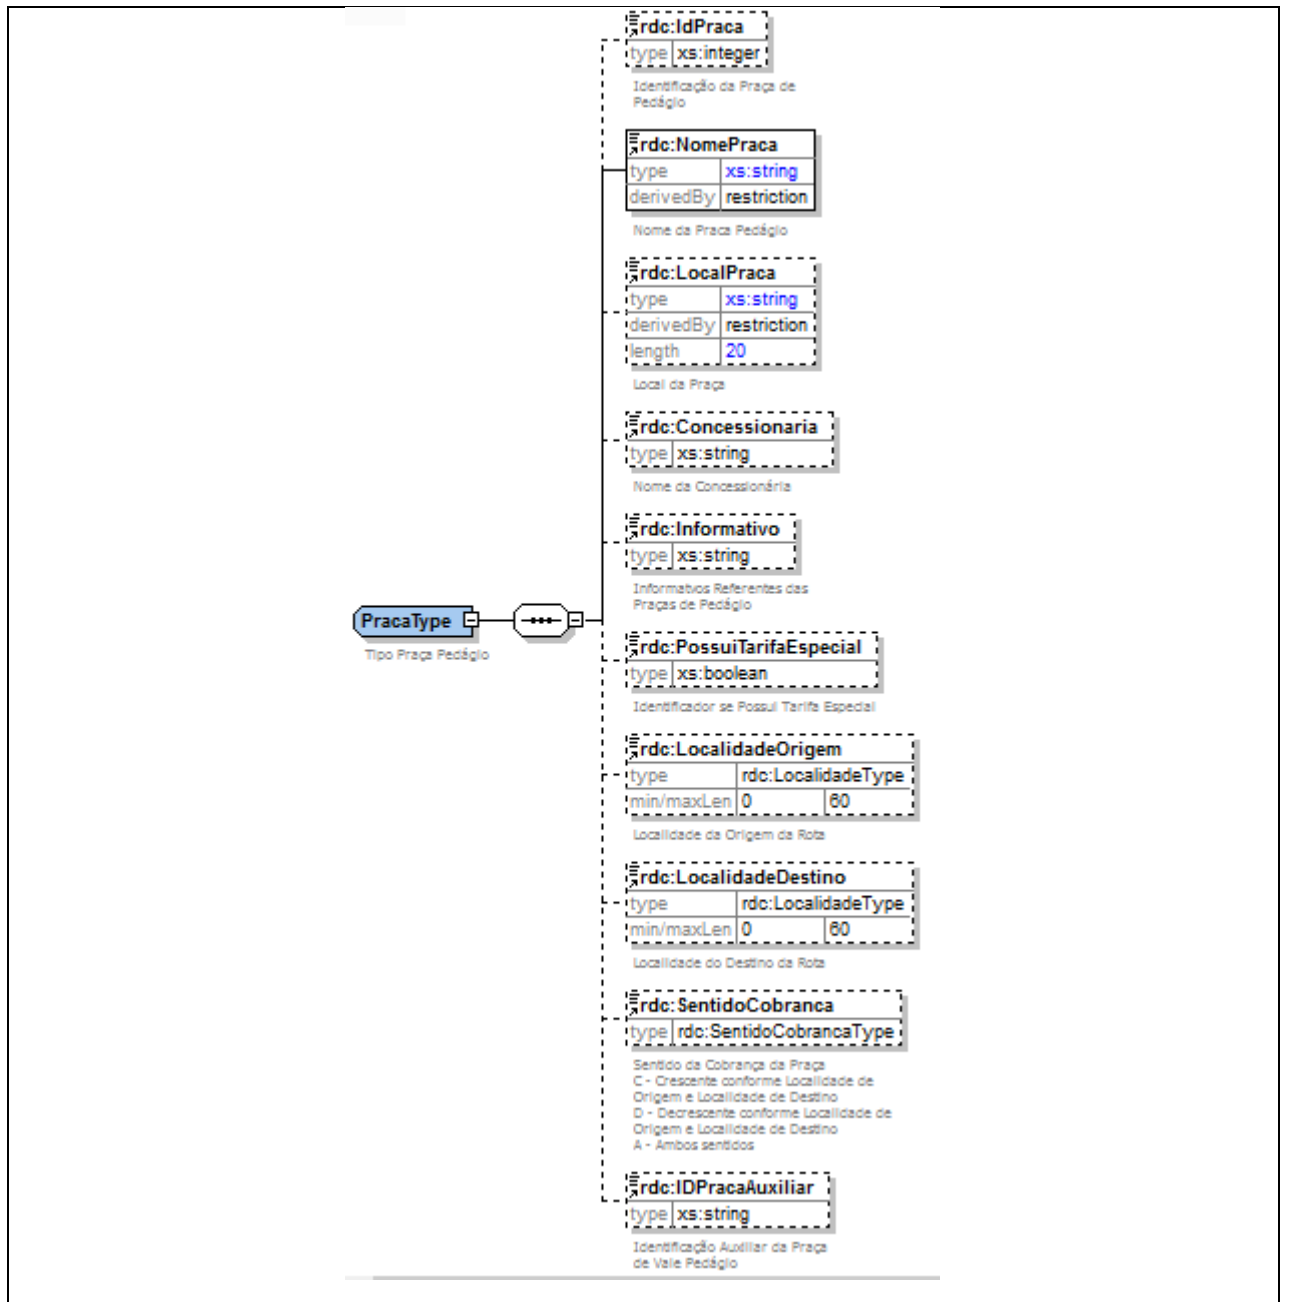 rdc:IdPraca
type xs:integer
Identificação da Praça de
Pedágio
rdc:NomePraca
type xs:string
derivedBy restriction
Nome da Praca Pedágio
rdc:LocalPraca
type xs:string
derivedBy restriction
length 20
Local da Praça
rdc:Concessionaria
type xs:string
Nome da Concessionária
rdc:Informativo
type xs:string
Informativos Referentes das
Praças de Pedágio
PracaType
Tipo Praça Pedágio
rdc:PossuiTarifaEspecial
type xs:boolean
Identificador se Possui Tarifa Especial
rdc:LocalidadeOrigem
type rdc:LocalidadeType
min/maxLen 0 60
Localidade da Origem da Rota
rdc:LocalidadeDestino
type rdc:LocalidadeType
min/maxLen 0 60
Localidade do Destino da Rota
rdc:SentidoCobranca
type rdc:SentidoCobrancaType
Sentido da Cobrança da Praça
C - Crescente conforme Localidade de
Origem e Localidade de Destino
D - Decrescente conforme Localidade de
Origem e Localidade de Destino
A - Ambos sentidos
rdc:IDPracaAuxiliar
type xs:string
Identificação Auxiliar da Praça
de Vale Pedágio